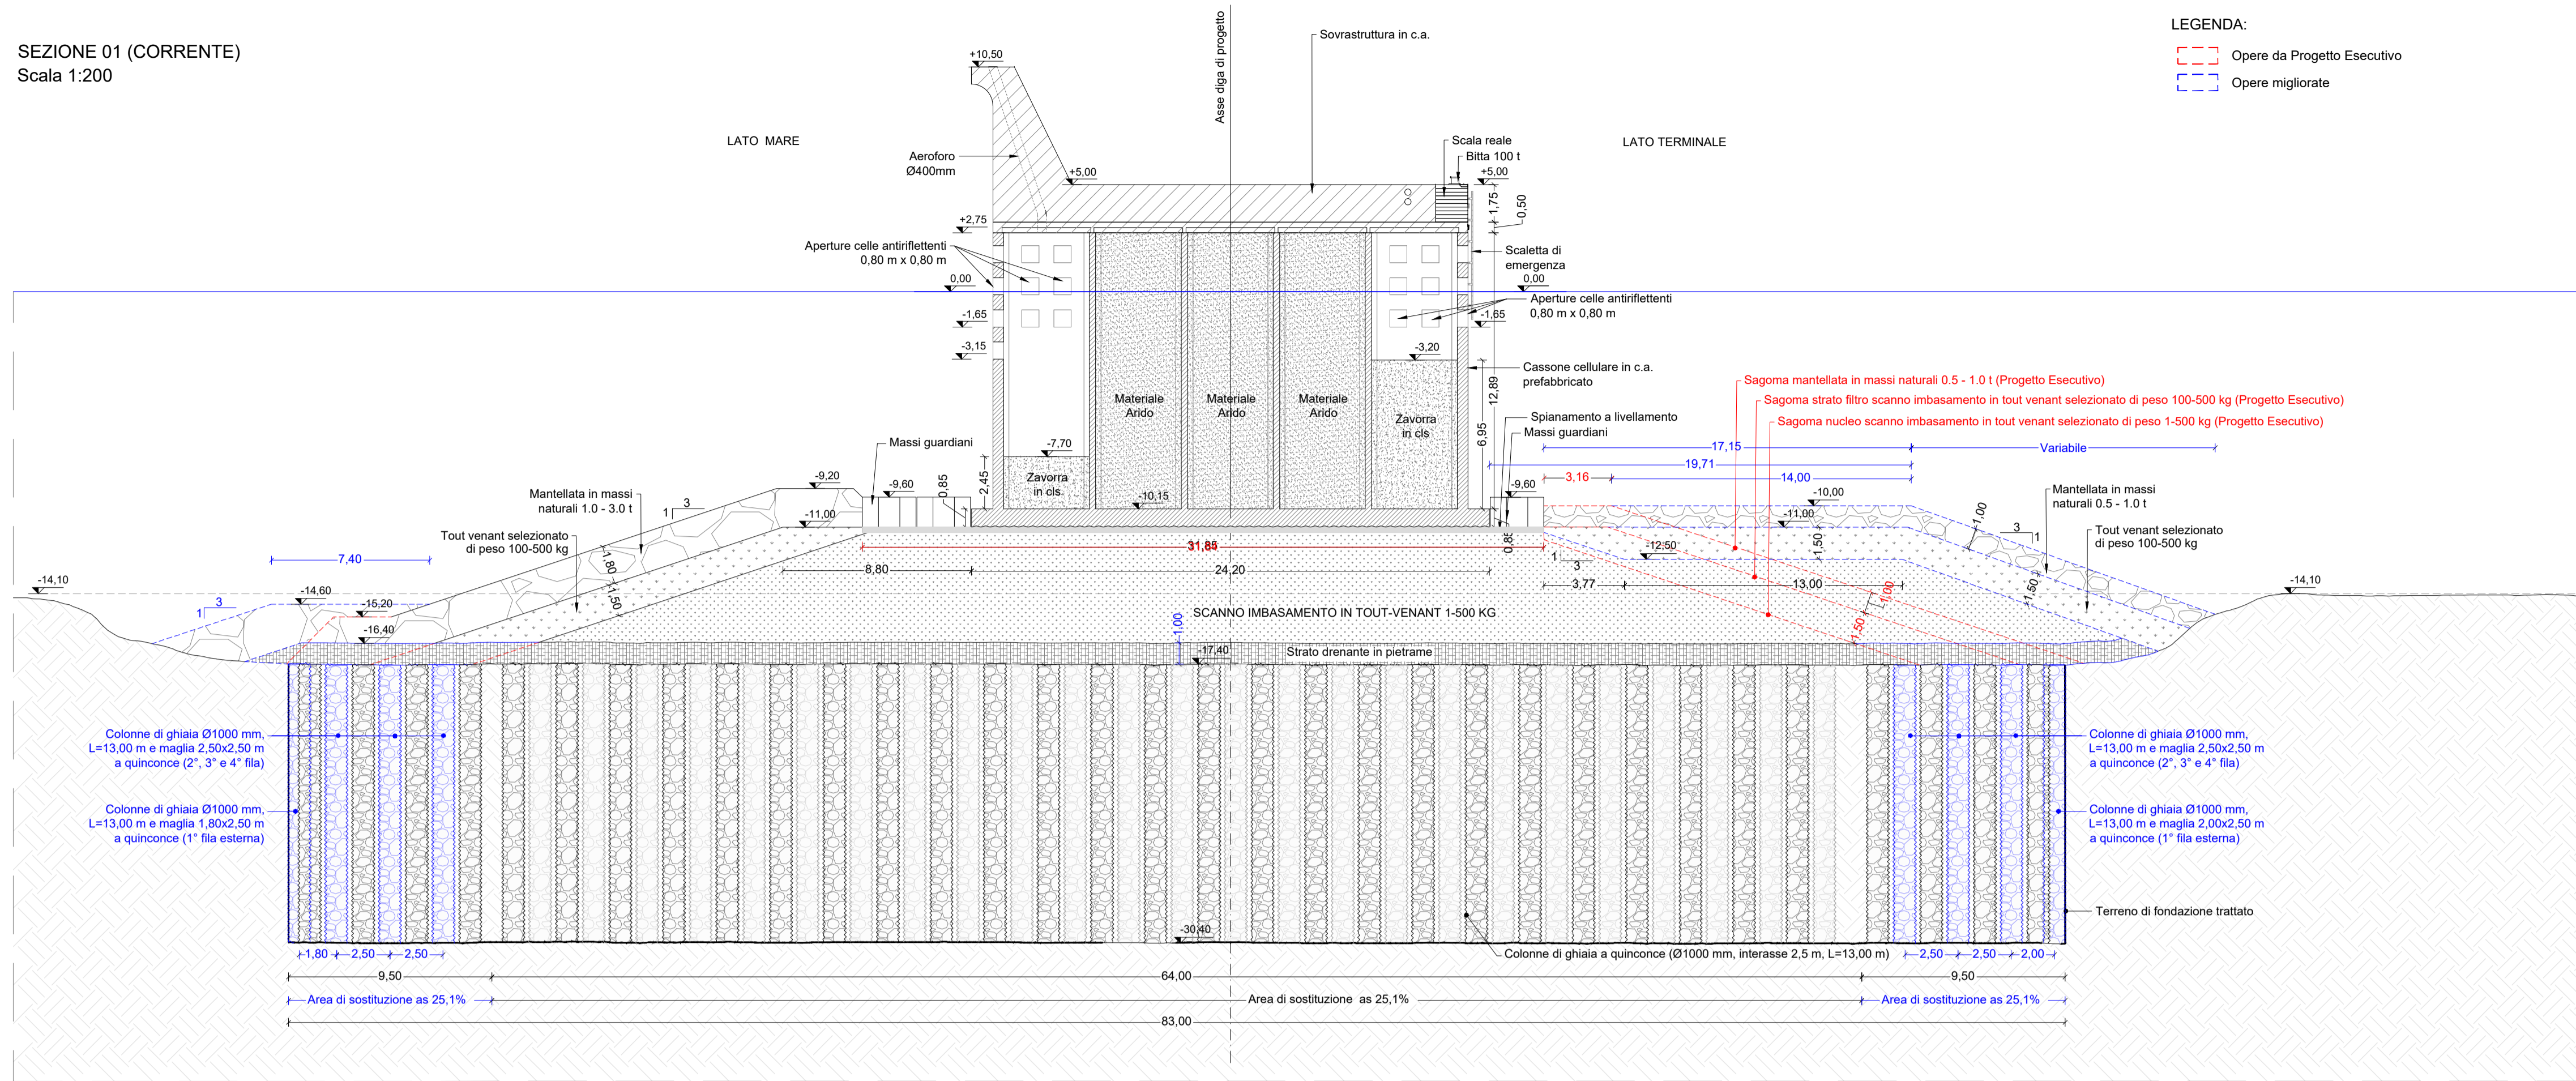 SEZIONE 01 (CORRENTE)
Scala 1:200
LEGENDA:
Opere da Progetto Esecutivo
Opere migliorate
Asse diga di progetto
Sovrastruttura in c.a.
+10,50
LATO MARE
LATO TERMINALE
Aeroforo
Ø400mm
Scala reale
Bitta 100 t
+5,00
+5,00
1,75
0,50
+2,75
Aperture celle antiriflettenti
0,80 m x 0,80 m
Scaletta di
emergenza
0,00
0,00
Aperture celle antiriflettenti
0,80 m x 0,80 m
-1,65
-1,65
-3,15
-3,20
Cassone cellulare in c.a.
prefabbricato
12,89
6,95
Materiale
Arido
Materiale
Arido
Materiale
Arido
Zavorra
in cls
Sagoma mantellata in massi naturali 0.5 - 1.0 t (Progetto Esecutivo)
Sagoma strato filtro scanno imbasamento in tout venant selezionato di peso 100-500 kg (Progetto Esecutivo)
Sagoma nucleo scanno imbasamento in tout venant selezionato di peso 1-500 kg (Progetto Esecutivo)
Spianamento a livellamento
Massi guardiani
Massi guardiani
-7,70
2,45
Zavorra
in cls
-10,15
17,15
Variabile
19,71
3,16
14,00
-9,20
-9,60
0,85
-9,60
0,85
Mantellata in massi
naturali 1.0 - 3.0 t
3
1
-11,00
Tout venant selezionato
di peso 100-500 kg
-10,00
-11,00
Mantellata in massi
naturali 0.5 - 1.0 t
1,00
3
1
Tout venant selezionato
di peso 100-500 kg
7,40
1,80
1,50
8,80
24,20
-12,50
1,50
1
3
3,77
13,00
1,50
1,00
1,50
-14,10
-14,10
-14,60
-15,20
-16,40
3
1
SCANNO IMBASAMENTO IN TOUT-VENANT 1-500 KG
1,00
-17,40
Strato drenante in pietrame
Colonne di ghiaia Ø1000 mm,
L=13,00 m e maglia 2,50x2,50 m
a quinconce (2°, 3° e 4° fila)
Colonne di ghiaia Ø1000 mm,
L=13,00 m e maglia 1,80x2,50 m
a quinconce (1° fila esterna)
Colonne di ghiaia Ø1000 mm,
L=13,00 m e maglia 2,50x2,50 m
a quinconce (2°, 3° e 4° fila)
Colonne di ghiaia Ø1000 mm,
L=13,00 m e maglia 2,00x2,50 m
a quinconce (1° fila esterna)
Terreno di fondazione trattato
-30,40
Colonne di ghiaia a quinconce (Ø1000 mm, interasse 2,5 m, L=13,00 m)
1,80
2,50
2,50
2,50
2,50
2,00
9,50
64,00
9,50
Area di sostituzione as 25,1%
Area di sostituzione as 25,1%
Area di sostituzione as 25,1%
83,00